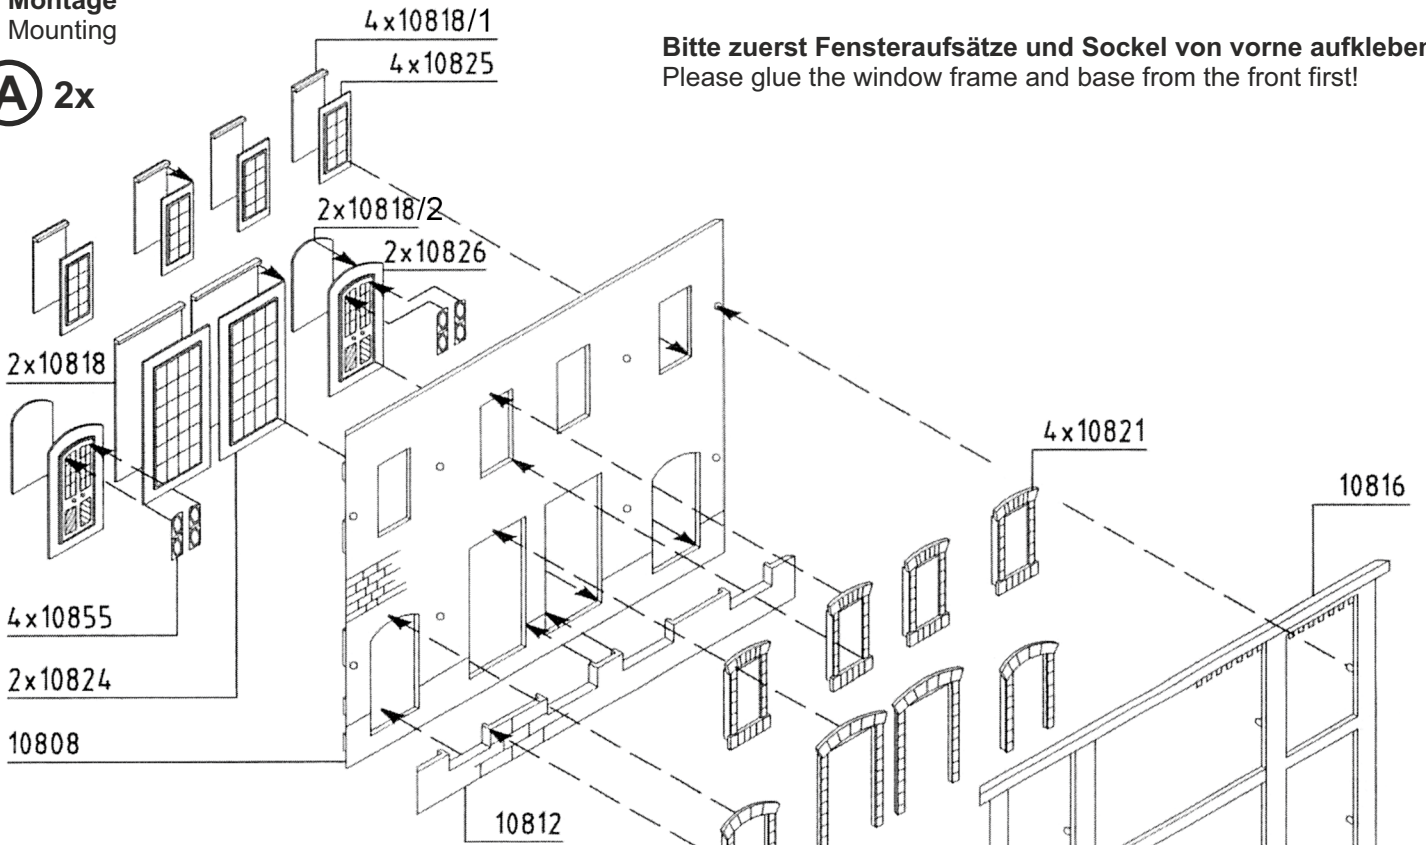 Montage
Mounting
A 2x
Bitte zuerst Fensteraufsätze und Sockel von vorne aufkleben
Please glue the window frame and base from the front first!
4x10818/1
4x10825
2x10818/2
2x10826
2x10818
4x10821
10816
4x10855
2x10824
10808
10812